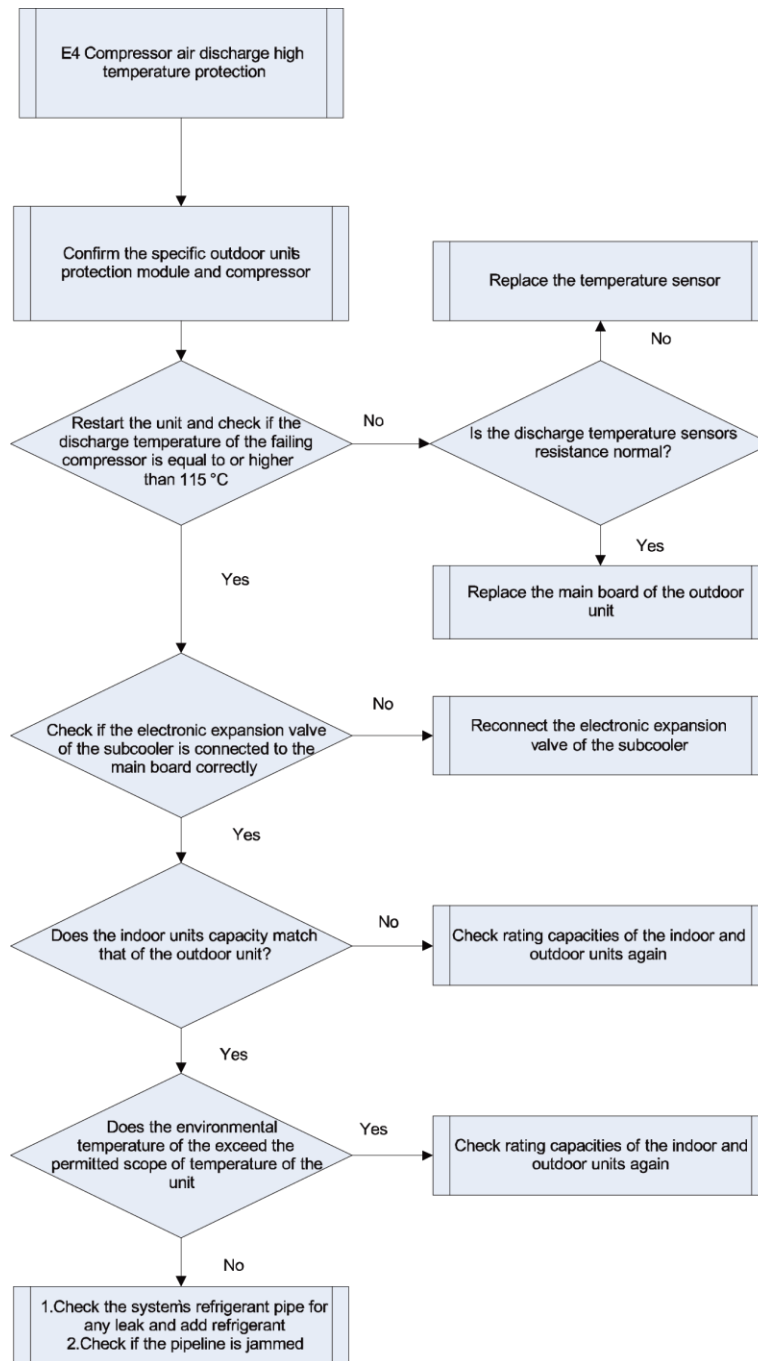 E4 Compressor air discharge high
temperature protection
Confirm the specific outdoor units
protection module and compressor
Replace the temperature sensor
No
Restart the unit and check if the
discharge temperature of the failing
compressor is equal to or higher
than 115 °C
No
Is the discharge temperature sensors
resistance normal?
Yes
Yes
Replace the main board of the outdoor
unit
Check if the electronic expansion valve
of the subcooler is connected to the
main board correctly
No
Reconnect the electronic expansion
valve of the subcooler
Yes
Does the indoor units capacity match
that of the outdoor unit?
No
Check rating capacities of the indoor and
outdoor units again
Yes
Does the environmental
temperature of the exceed the
permitted scope of temperature of the
unit
Yes
Check rating capacities of the indoor and
outdoor units again
No
1.Check the system's refrigerant pipe for
any leak and add refrigerant
2.Check if the pipeline is jammed